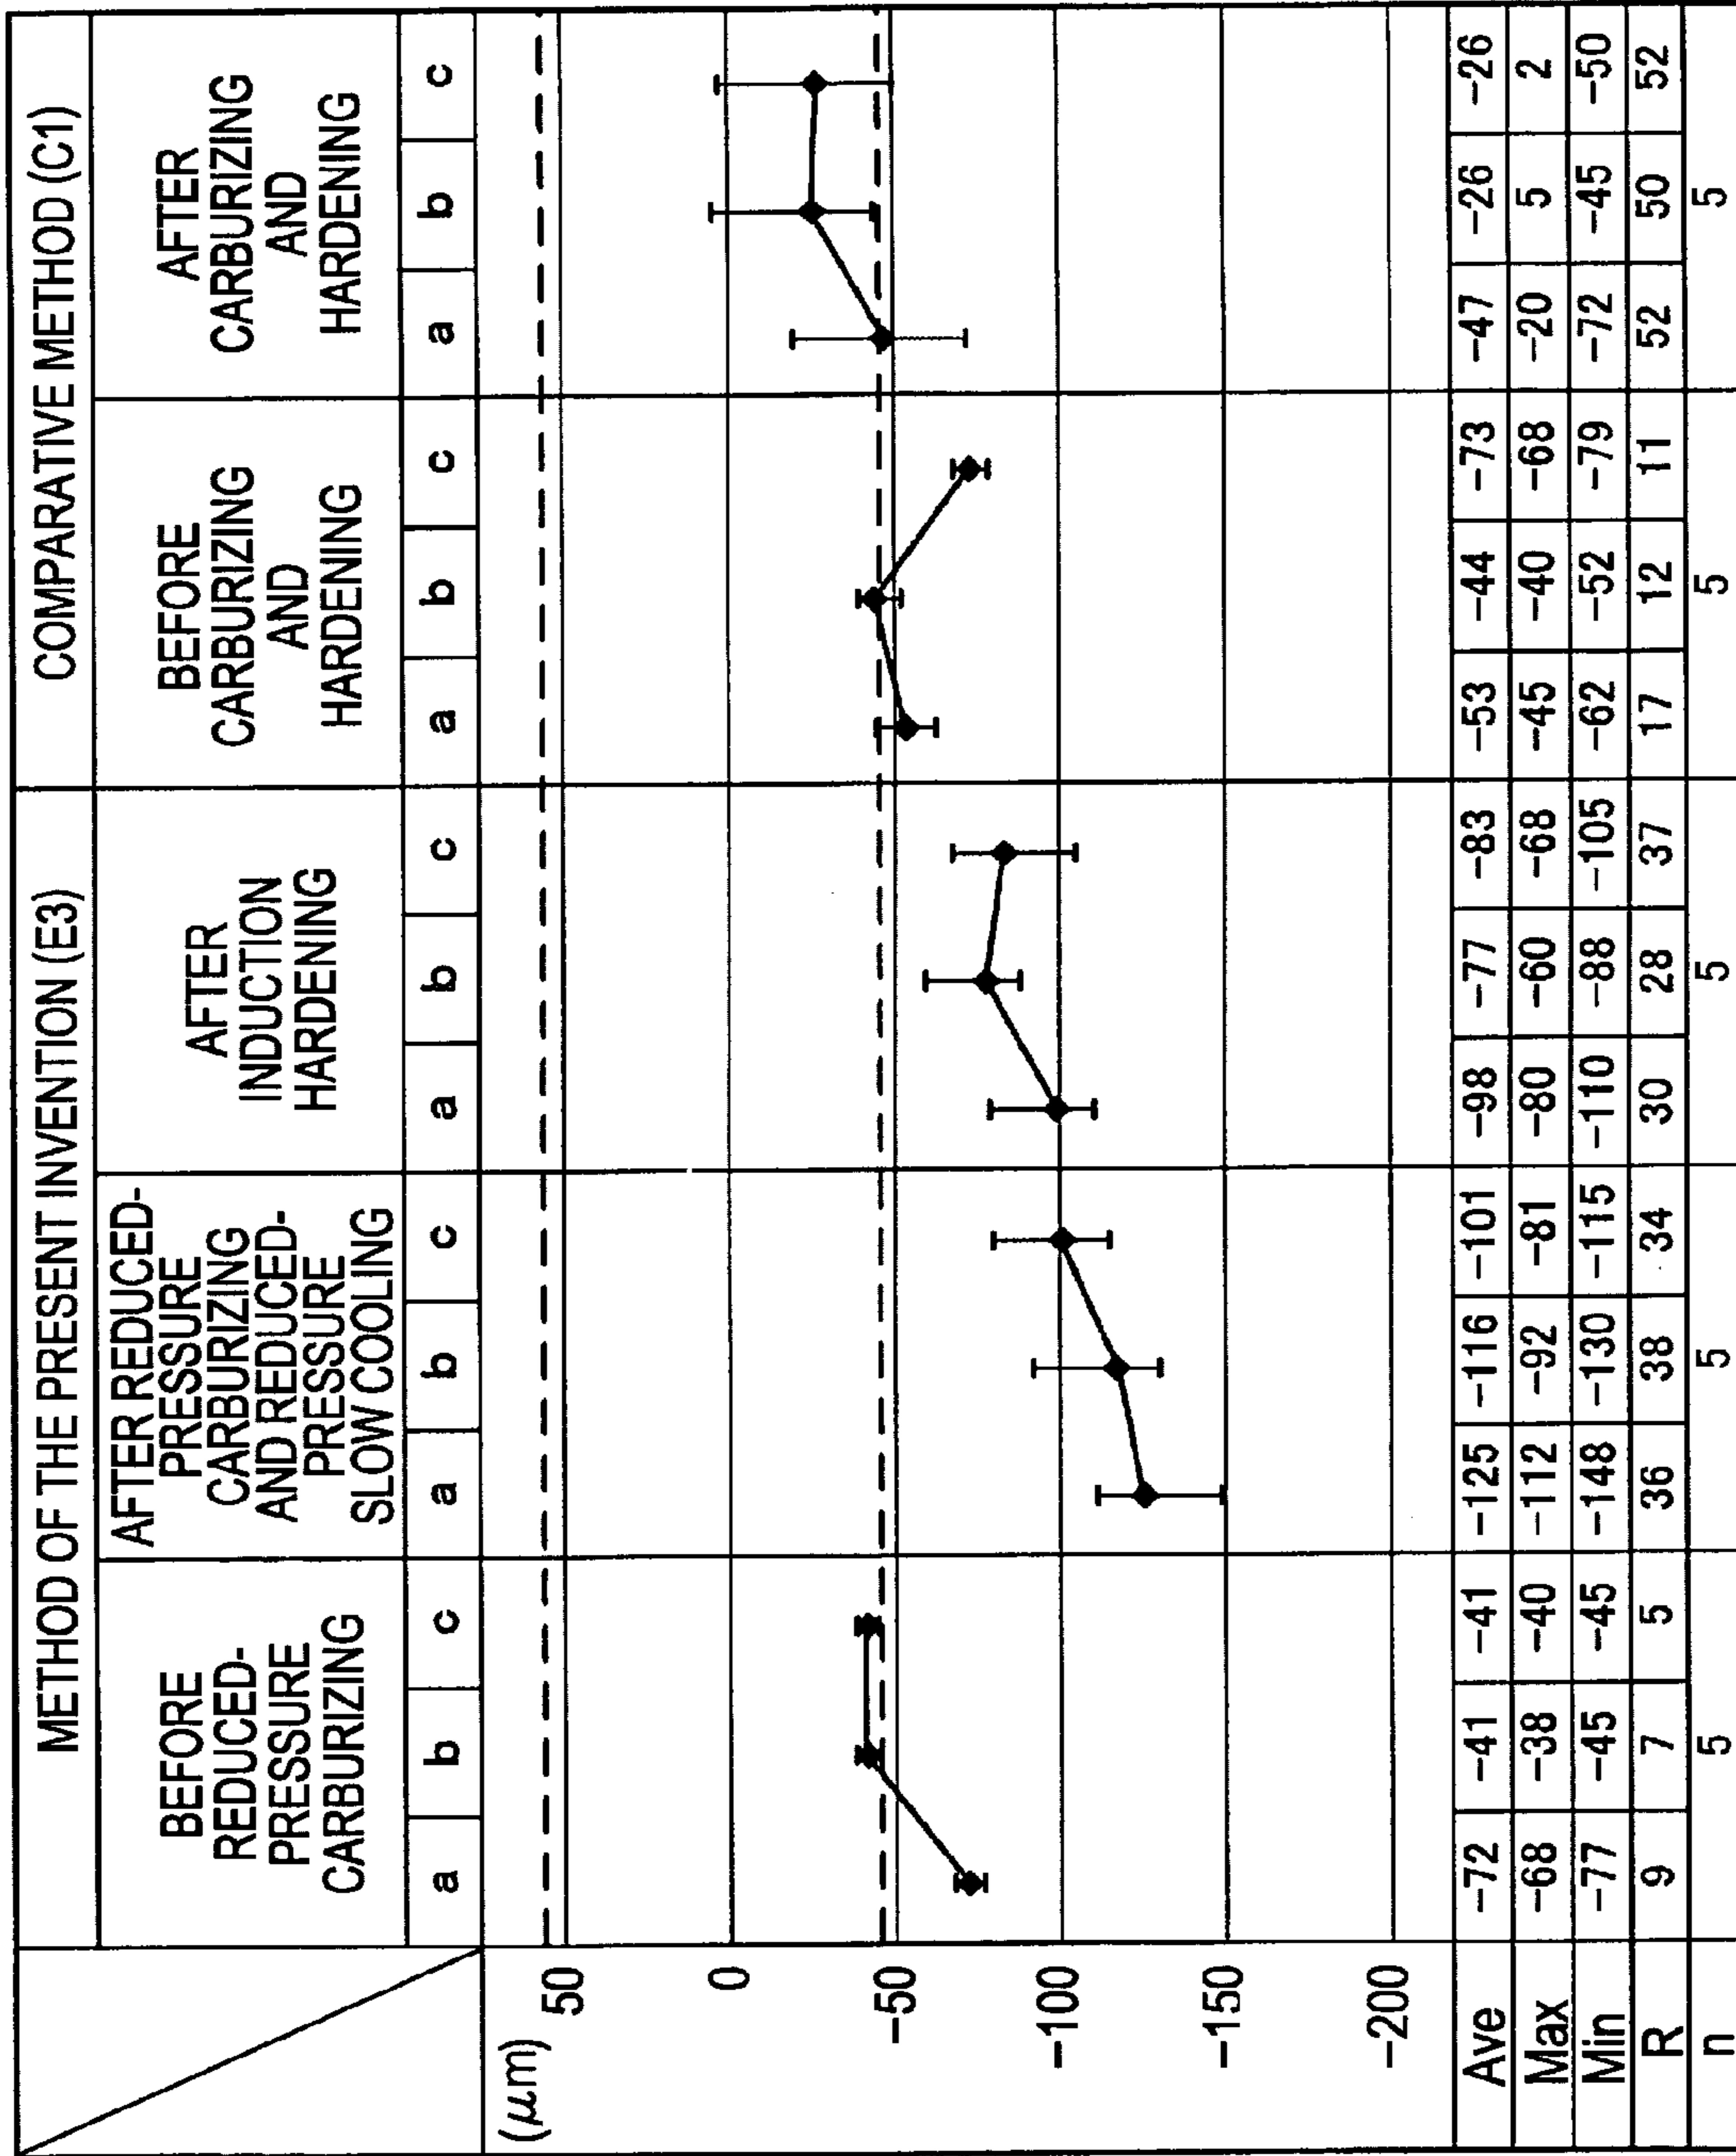 METHOD OF THE PRESENT INVENTION (E3)
COMPARATIVE METHOD (C1)
BEFORE
REDUCED-
PRESSURE
CARBURIZING
AFTER REDUCED-
PRESSURE
CARBURIZING
AND REDUCED-
PRESSURE
SLOW COOLING
AFTER
INDUCTION
HARDENING
BEFORE
CARBURIZING
AND
HARDENING
AFTER
CARBURIZING
AND
HARDENING
a b c a b c a b c a b c a b c
(μm)
50
0
-50
-100
-150
-200
Ave -72 -41 -41 -125 -116 -101 -98 -77 -83 -53 -44 -73 -47 -26 -26
Max -68 -38 -40 -112 -92 -81 -80 -60 -68 -45 -40 -68 -20 5 2
Min -77 -45 -45 -148 -130 -115 -110 -88 -105 -62 -52 -79 -72 -45 -50
R 9 7 5 36 38 34 30 28 37 17 12 11 52 50 52
n 5 5 5 5 5